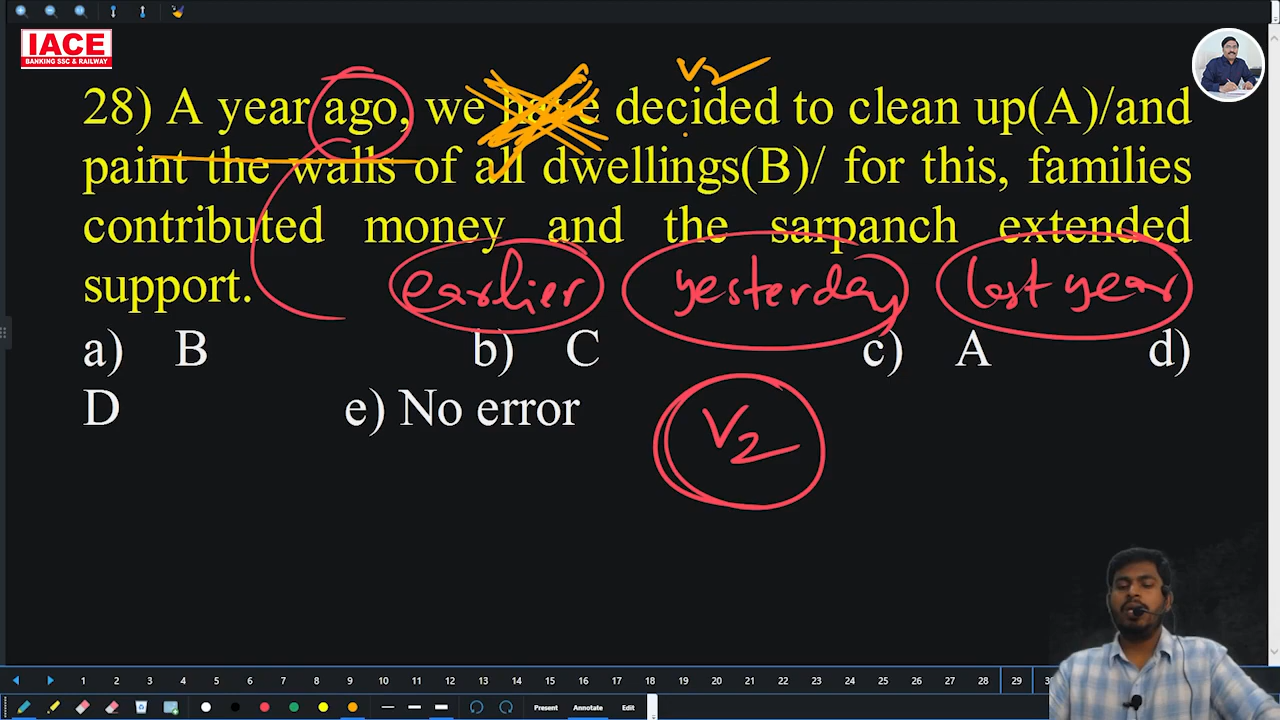 IACE
BANKING SSC & RAILWAY
V2
28) A year ago, we have decided to clean up(A)/and
paint the walls of all dwellings(B)/ for this, families
contributed money and the sarpanch extended
support.
earlier yesterday last year
a) B b) C c) A d)
D e) No error
V2
1 2 3 4 5 6 7 8 9 10 11 12 13 14 15 16 17 18 19 20 21 22 23 24 25 26 27 28 29
Present Annotate Edit